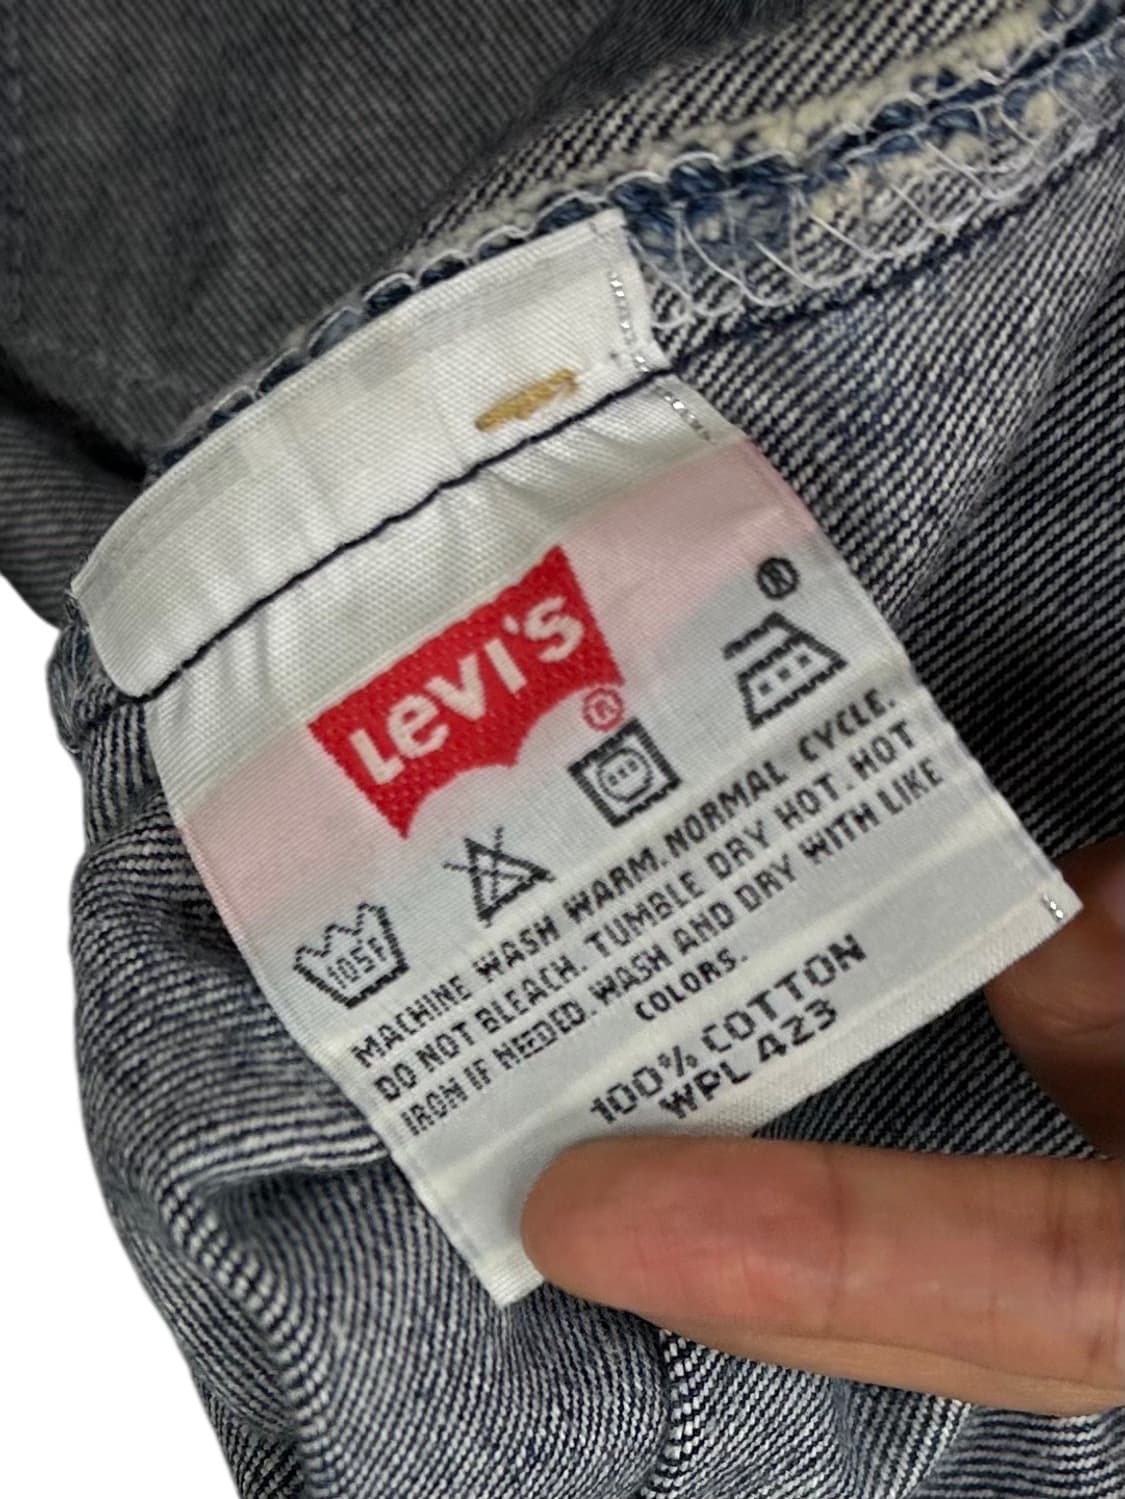 Levi's
®
®
105F
MACHINE WASH WARM. NORMAL CYCLE.
DO NOT BLEACH. TUMBLE DRY HOT. HOT
IRON IF NEEDED. WASH AND DRY WITH LIKE
COLORS.
100% COTTON
WPL 423